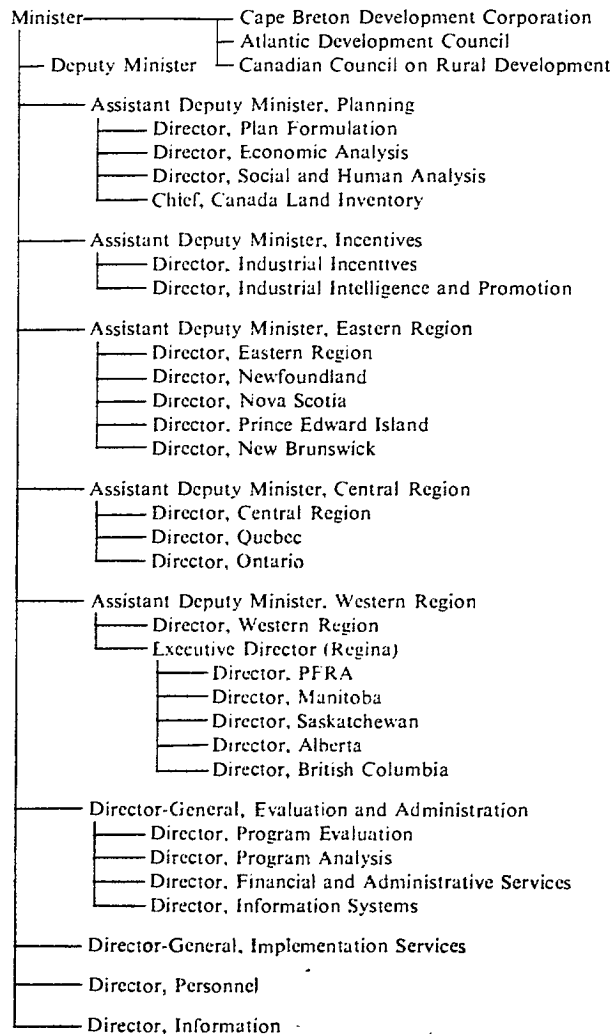 Minister Cape Breton Development Corporation
Atlantic Development Council
Deputy Minister Canadian Council on Rural Development
Assistant Deputy Minister, Planning
Director, Plan Formulation
Director, Economic Analysis
Director, Social and Human Analysis
Chief, Canada Land Inventory
Assistant Deputy Minister, Incentives
Director, Industrial Incentives
Director, Industrial Intelligence and Promotion
Assistant Deputy Minister, Eastern Region
Director, Eastern Region
Director, Newfoundland
Director, Nova Scotia
Director, Prince Edward Island
Director, New Brunswick
Assistant Deputy Minister, Central Region
Director, Central Region
Director, Quebec
Director, Ontario
Assistant Deputy Minister, Western Region
Director, Western Region
Executive Director (Regina)
Director, PFRA
Director, Manitoba
Director, Saskatchewan
Director, Alberta
Director, British Columbia
Director-General, Evaluation and Administration
Director, Program Evaluation
Director, Program Analysis
Director, Financial and Administrative Services
Director, Information Systems
Director-General, Implementation Services
Director, Personnel
Director, Information